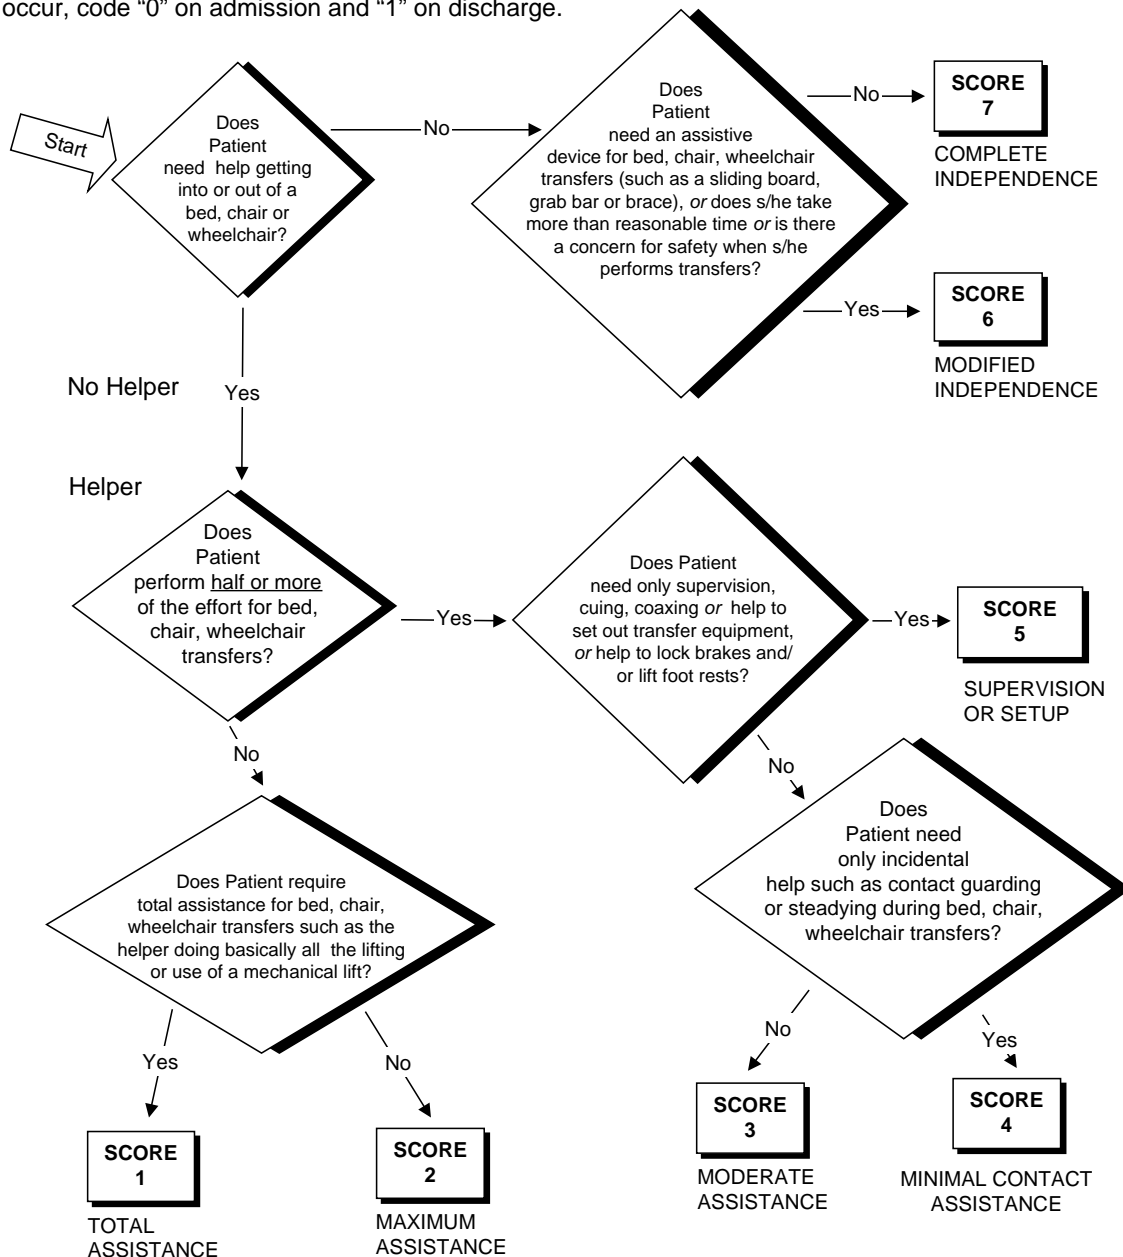 occur, code “0” on admission and “1” on discharge.
Start
Does
Patient
need help getting
into or out of a
bed, chair or
wheelchair?
No
Does
Patient
need an assistive
device for bed, chair, wheelchair
transfers (such as a sliding board,
grab bar or brace), or does s/he take
more than reasonable time or is there
a concern for safety when s/he
performs transfers?
No
SCORE
7
COMPLETE
INDEPENDENCE
Yes
SCORE
6
MODIFIED
INDEPENDENCE
No Helper
Yes
Helper
Does
Patient
perform half or more
of the effort for bed,
chair, wheelchair
transfers?
Yes
Does Patient
need only supervision,
cuing, coaxing or help to
set out transfer equipment,
or help to lock brakes and/
or lift foot rests?
Yes
SCORE
5
SUPERVISION
OR SETUP
No
No
Does Patient require
total assistance for bed, chair,
wheelchair transfers such as the
helper doing basically all the lifting
or use of a mechanical lift?
Does
Patient need
only incidental
help such as contact guarding
or steadying during bed, chair,
wheelchair transfers?
Yes
No
No
Yes
SCORE
1
TOTAL
ASSISTANCE
SCORE
2
MAXIMUM
ASSISTANCE
SCORE
3
MODERATE
ASSISTANCE
SCORE
4
MINIMAL CONTACT
ASSISTANCE